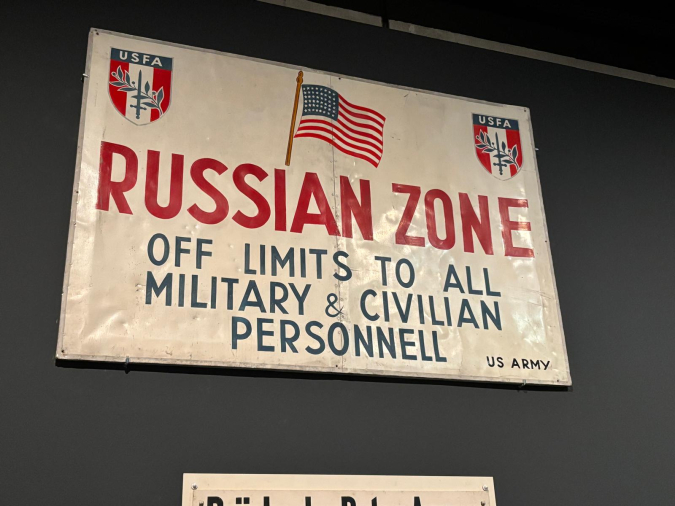 USFA
USFA
RUSSIAN ZONE
OFF LIMITS TO ALL
MILITARY & CIVILIAN
PERSONNELL
US ARMY